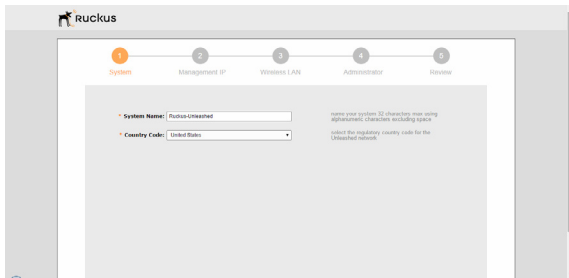 RUCKUS
1 2 3 4 5
System Management IP Wireless LAN Administrator Review
* System Name: Ruckus-Unleashed
name your system 32 characters max using
alphanumeric characters excluding space
* Country Code: United States
select the regulatory country code for the
Unleashed network